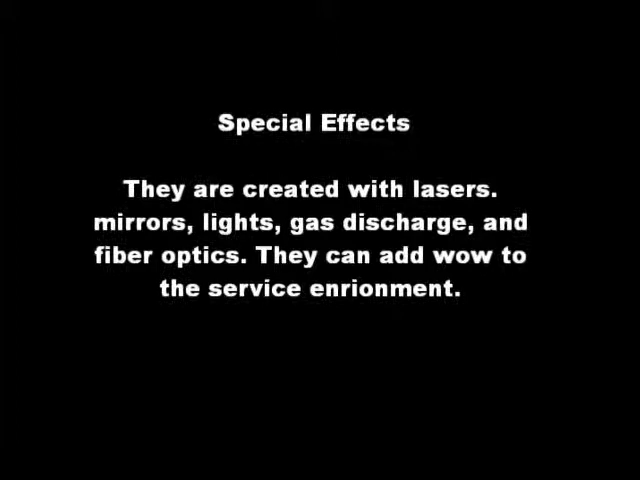 Special Effects
They are created with lasers.
mirrors, lights, gas discharge, and
fiber optics. They can add wow to
the service enrionment.